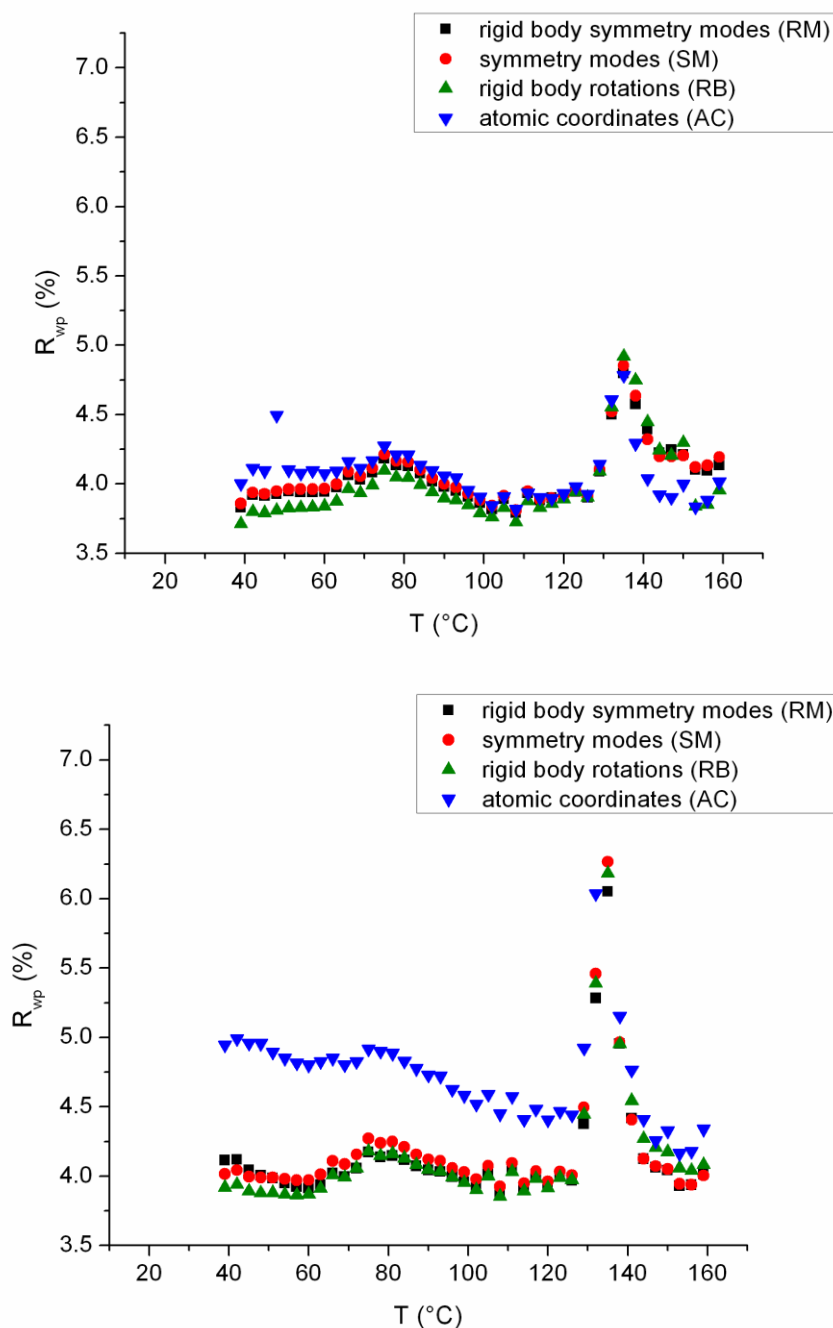 rigid body symmetry modes (RM)
symmetry modes (SM)
rigid body rotations (RB)
atomic coordinates (AC)
7.0
6.5
6.0
5.5
5.0
4.5
4.0
3.5
Rwp (%)
20 40 60 80 100 120 140 160
T (°C)
rigid body symmetry modes (RM)
symmetry modes (SM)
rigid body rotations (RB)
atomic coordinates (AC)
7.0
6.5
6.0
5.5
5.0
4.5
4.0
3.5
Rwp (%)
20 40 60 80 100 120 140 160
T (°C)